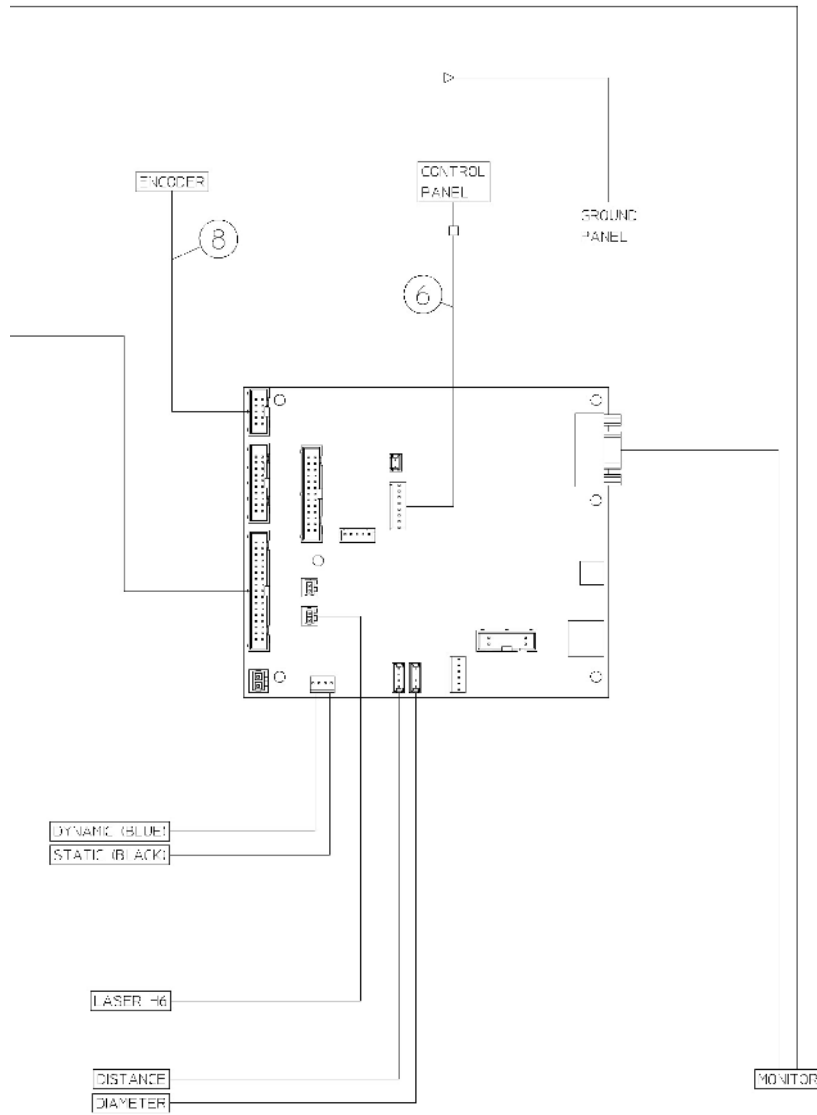 ENCODER
CONTROL
PANEL
GROUND
PANEL
8
6
DYNAMIC (BLUE)
STATIC (BLACK)
LASER H6
DISTANCE
DIAMETER
MONITOR